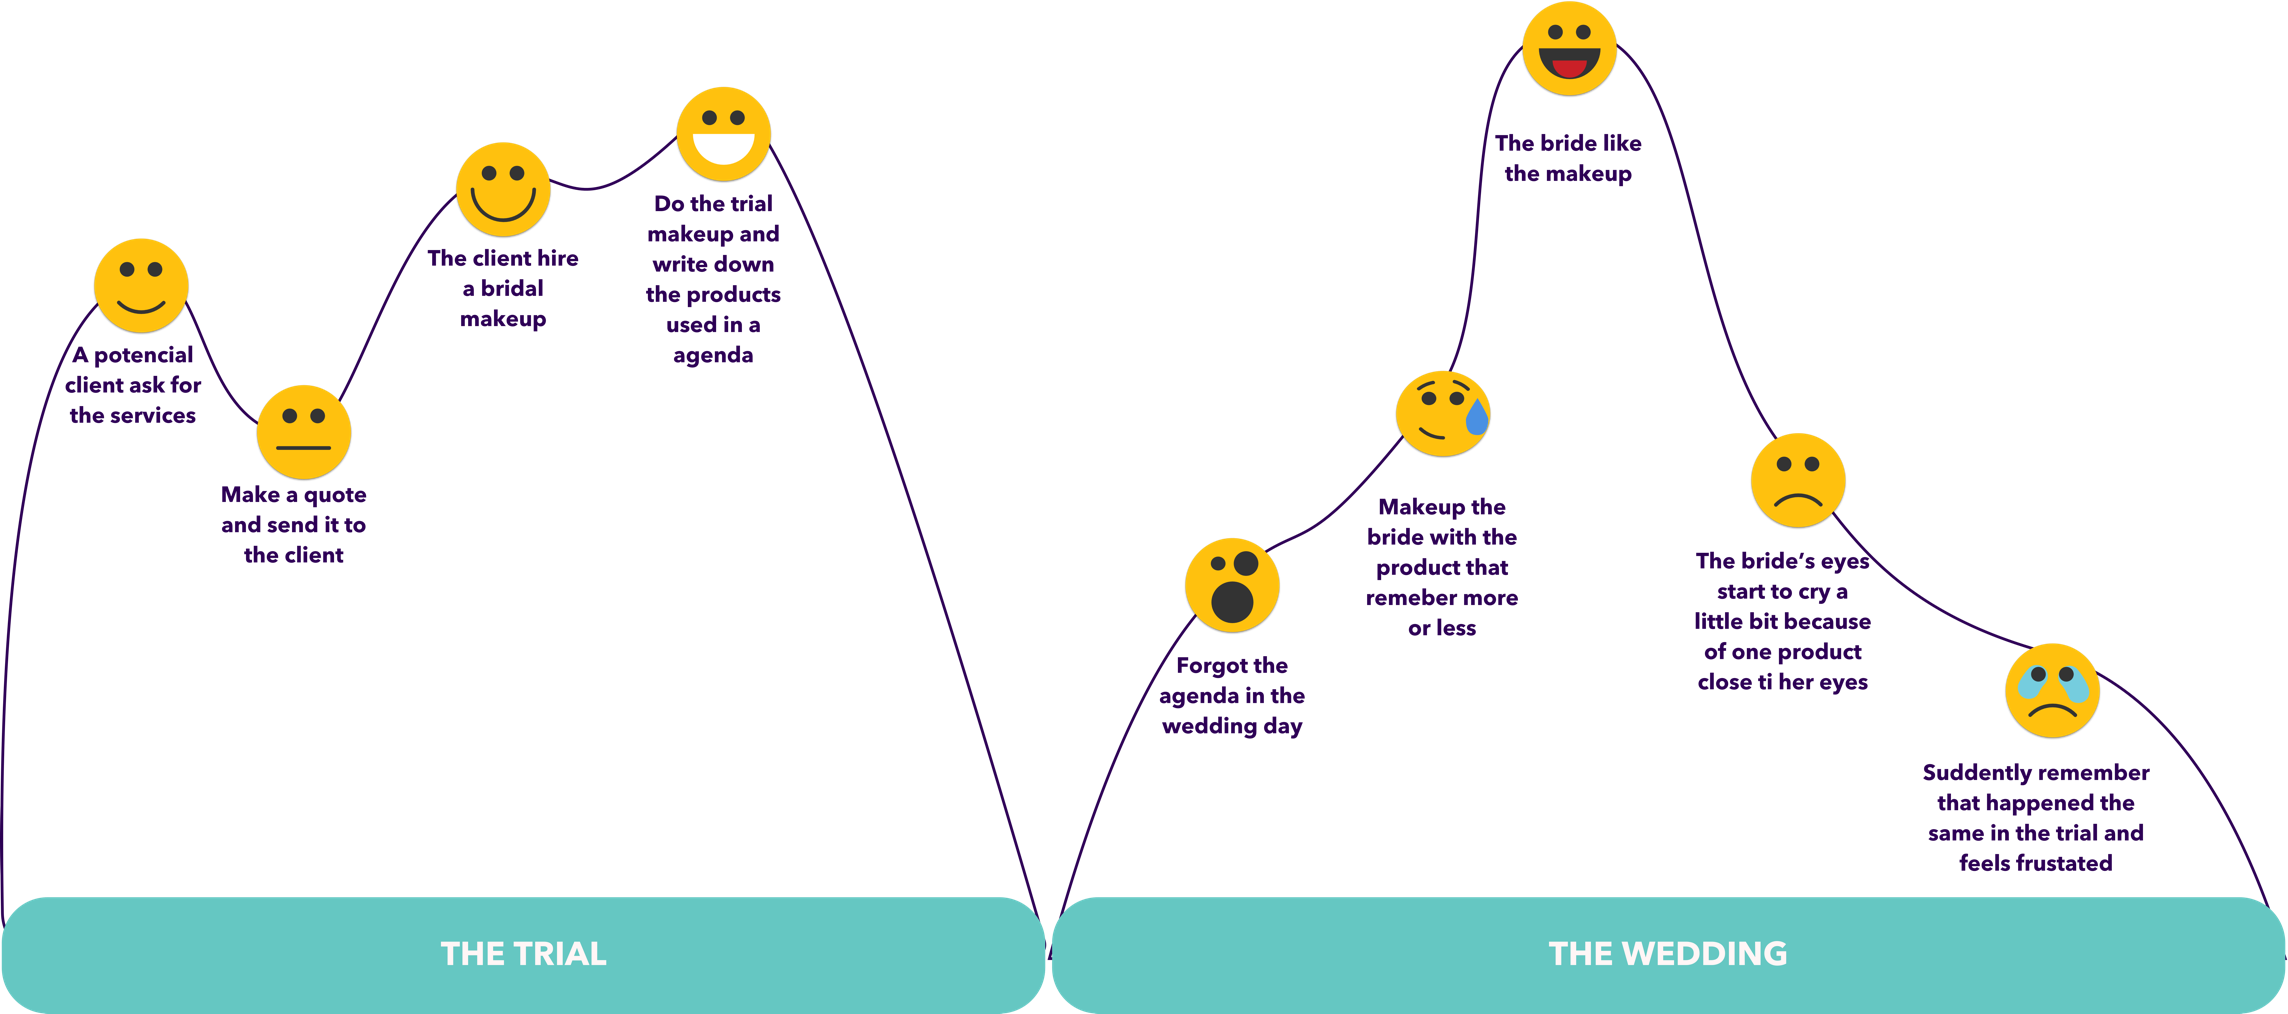 A potencial
client ask for
the services
Make a quote
and send it to
the client
The client hire
a bridal
makeup
Do the trial
makeup and
write down
the products
used in a
agenda
THE TRIAL
Forgot the
agenda in the
wedding day
Makeup the
bride with the
product that
remeber more
or less
The bride like
the makeup
The bride’s eyes
start to cry a
little bit because
of one product
close ti her eyes
Suddently remember
that happened the
same in the trial and
feels frustated
THE WEDDING